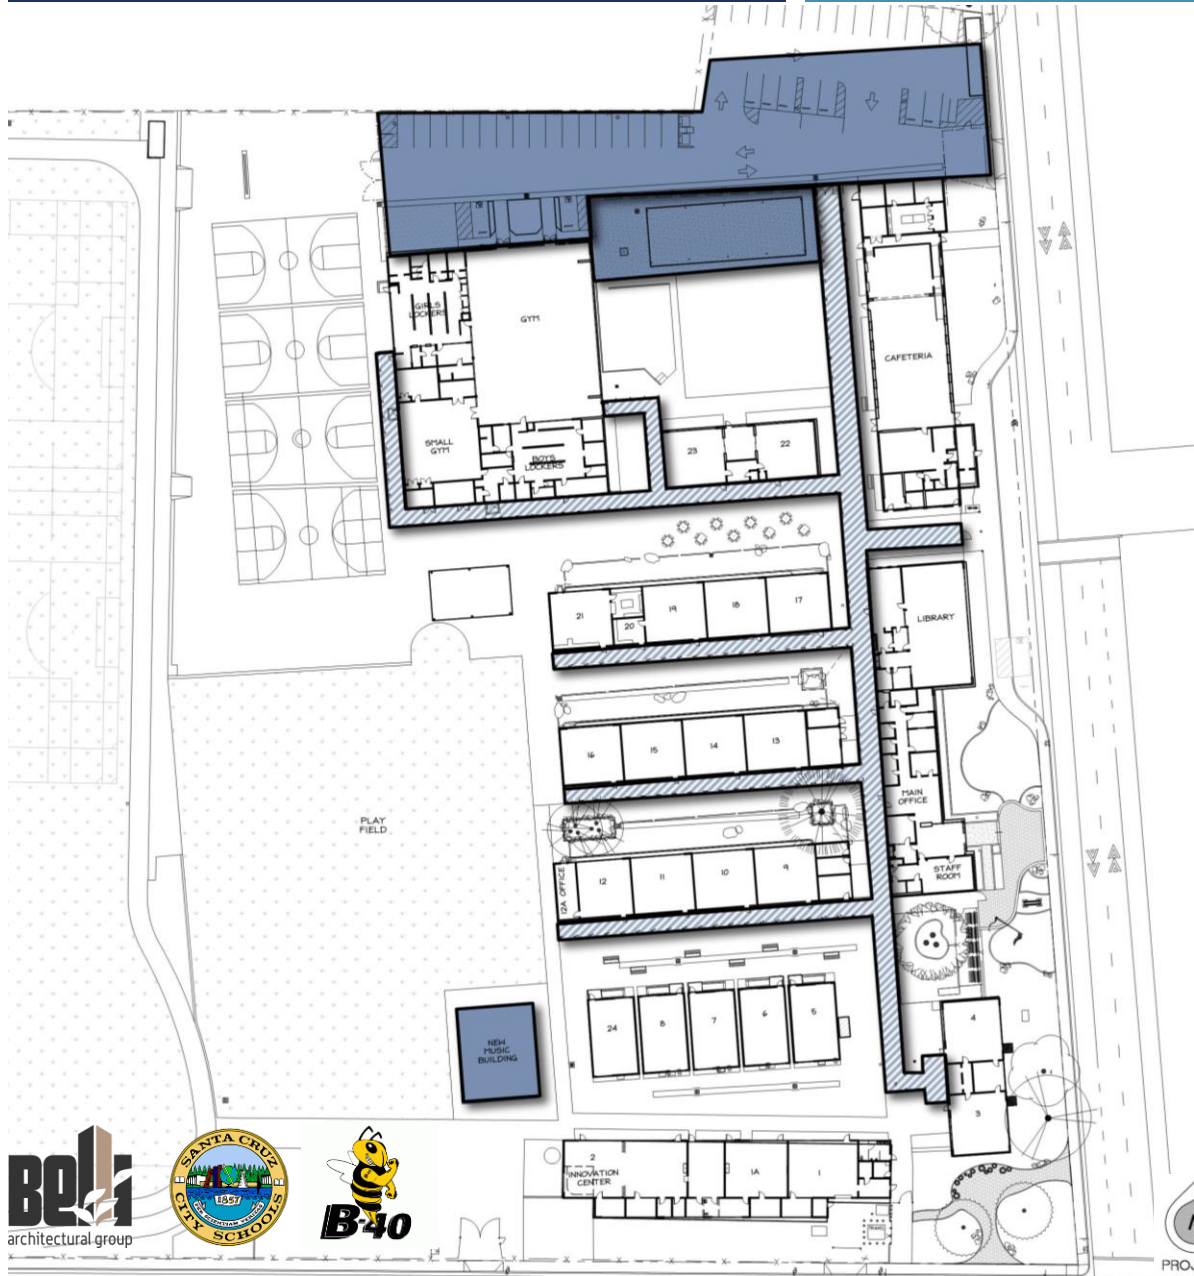 GIRLS
LOCKERS
GYM
CAFETERIA
SMALL
GYM
BOYS
LOCKERS
23
22
21
20
19
18
17
LIBRARY
16
15
14
13
MAIN
OFFICE
PLAY
FIELD
12A OFFICE
12
11
10
9
STAFF
ROOM
24
8
7
6
5
4
3
NEW
MUSIC
BUILDING
2
INNOVATION
CENTER
1A
1
Belli
architectural group
SANTA CRUZ
1857
CITY SCHOOLS
B-40
PROJ